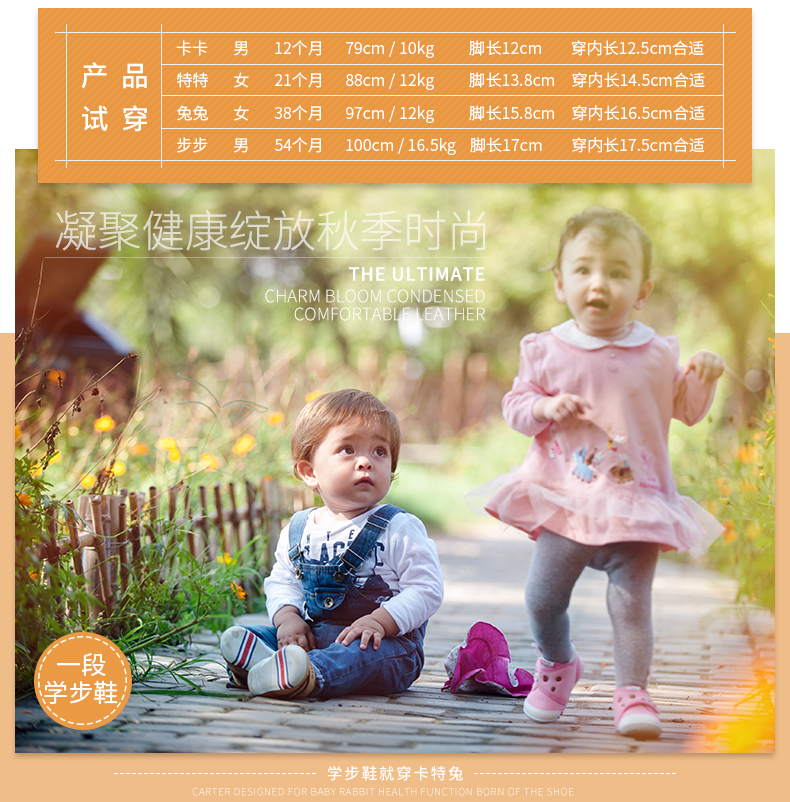 产品
试穿
卡卡 男 12个月 79cm / 10kg 脚长12cm 穿内长12.5cm合适
特特 女 21个月 88cm / 12kg 脚长13.8cm 穿内长14.5cm合适
兔兔 女 38个月 97cm / 12kg 脚长15.8cm 穿内长16.5cm合适
步步 男 54个月 100cm / 16.5kg 脚长17cm 穿内长17.5cm合适
凝聚健康绽放秋季时尚
THE ULTIMATE
CHARM BLOOM CONDENSED
COMFORTABLE LEATHER
一段
学步鞋
学步鞋就穿卡特兔
CARTER DESIGNED FOR BABY RABBIT HEALTH FUNCTION BORN OF THE SHOE